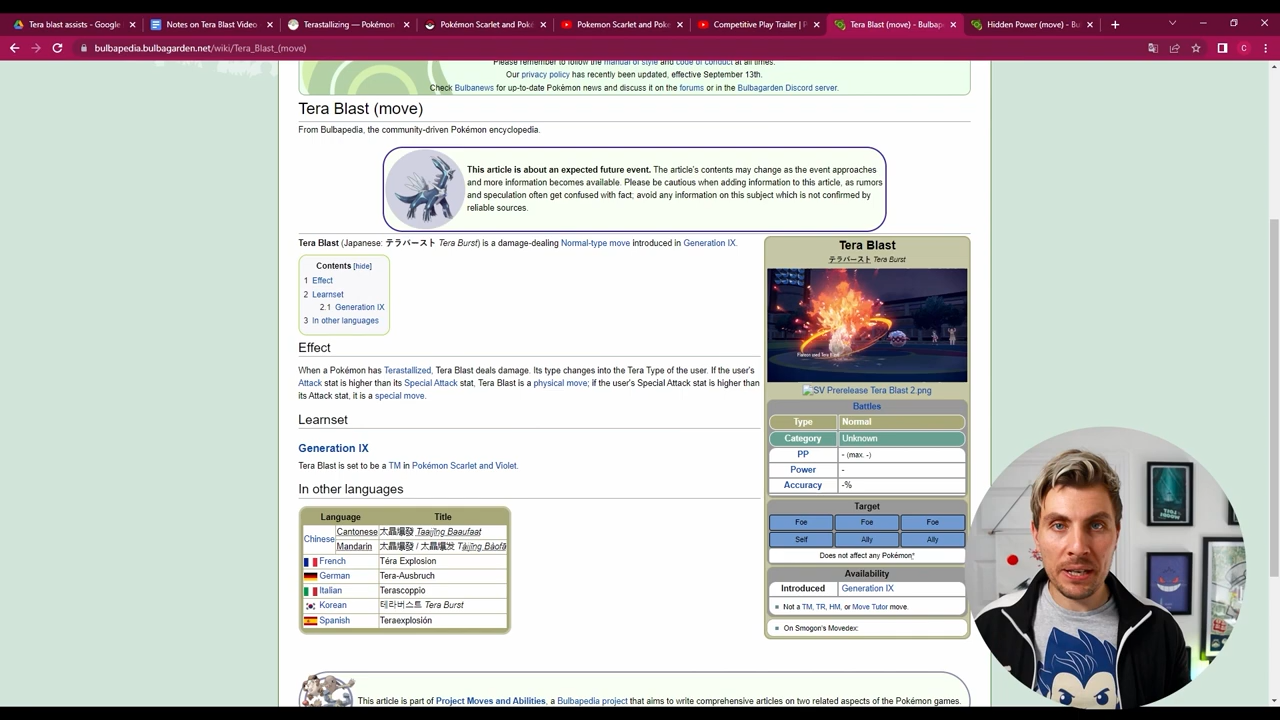 Tera blast assists - Google
Notes on Tera Blast Video
Terastallizing — Pokémon
Pokémon Scarlet and Pok
Pokemon Scarlet and Pok
Competitive Play Trailer | P
Tera Blast (move) - Bulbap
Hidden Power (move) - Bul
bulbapedia.bulbagarden.net/wiki/Tera_Blast_(move)
C
Please remember to follow the manual of style and code of conduct at all times.
Our privacy policy has recently been updated, effective September 13th.
Check Bulbanews for up-to-date Pokémon news and discuss it on the forums or in the Bulbagarden Discord server.
Tera Blast (move)
From Bulbapedia, the community-driven Pokémon encyclopedia.
This article is about an expected future event. The article's contents may change as the event approaches
and more information becomes available. Please be cautious when adding information to this article, as rumors
and speculation often get confused with fact; avoid any information on this subject which is not confirmed by
reliable sources.
Tera Blast (Japanese: テラバースト Tera Burst) is a damage-dealing Normal-type move introduced in Generation IX.
Contents [hide]
1 Effect
2 Learnset
2.1 Generation IX
3 In other languages
Effect
When a Pokémon has Terastallized, Tera Blast deals damage. Its type changes into the Tera Type of the user. If the user's
Attack stat is higher than its Special Attack stat, Tera Blast is a physical move; if the user's Special Attack stat is higher than
its Attack stat, it is a special move.
Learnset
Generation IX
Tera Blast is set to be a TM in Pokémon Scarlet and Violet.
In other languages
Language Title
Chinese
Cantonese 太晶爆發 Taaijīng Baaufaat
Mandarin 太晶爆發 / 太晶爆发 Tàijīng Bàofā
French Téra Explosion
German Tera-Ausbruch
Italian Terascoppio
Korean 테라버스트 Tera Burst
Spanish Teraexplosión
Tera Blast
テラバースト Tera Burst
SV Prerelease Tera Blast 2.png
Battles
Type Normal
Category Unknown
PP - (max. -)
Power -
Accuracy -%
Target
Foe Foe Foe
Self Ally Ally
Does not affect any Pokémon*
Availability
Introduced Generation IX
Not a TM, TR, HM, or Move Tutor move.
On Smogon's Movedex:
This article is part of Project Moves and Abilities, a Bulbapedia project that aims to write comprehensive articles on two related aspects of the Pokémon games.